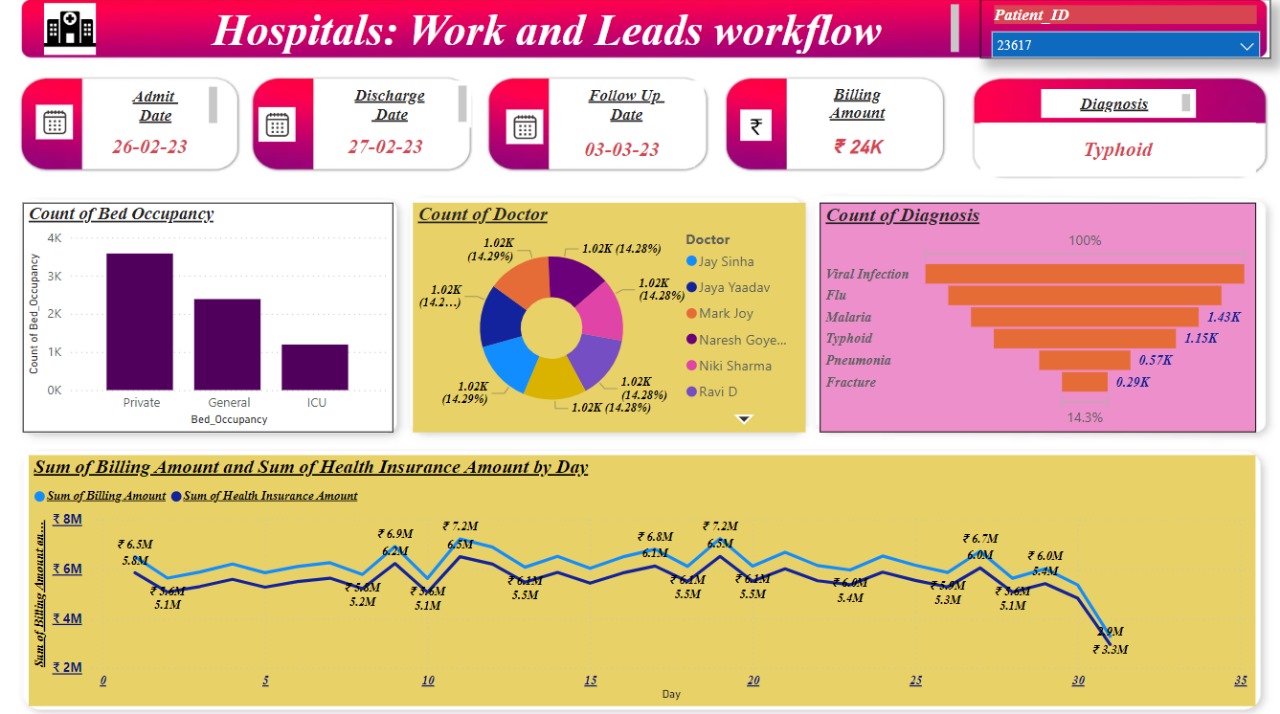 Hospitals: Work and Leads workflow
Patient_ID
23617
Admit
Date
26-02-23
Discharge
Date
27-02-23
Follow Up
Date
03-03-23
Billing
Amount
₹ 24K
₹
Diagnosis
Typhoid
Count of Bed Occupancy
Count of Bed_Occupancy
4K
3K
2K
1K
0K
Private General ICU
Bed_Occupancy
Count of Doctor
1.02K
(14.29%)
1.02K (14.28%)
1.02K
(14.28%)
1.02K
(14.2...)
1.02K
(14.29%)
1.02K
(14.28%)
1.02K (14.28%)
Doctor
Jay Sinha
Jaya Yaadav
Mark Joy
Naresh Goye...
Niki Sharma
Ravi D
Count of Diagnosis
100%
Viral Infection
Flu
Malaria 1.43K
Typhoid 1.15K
Pneumonia 0.57K
Fracture 0.29K
14.3%
Sum of Billing Amount and Sum of Health Insurance Amount by Day
Sum of Billing Amount Sum of Health Insurance Amount
Sum of Billing Amount an...
₹ 8M
₹ 6M
₹ 4M
₹ 2M
₹ 6.5M
5.8M
₹ 5.6M
5.1M
₹ 5.8M
5.2M
₹ 6.9M
6.2M
₹ 5.6M
5.1M
₹ 7.2M
6.5M
₹ 6.1M
5.5M
₹ 6.8M
6.1M
₹ 6.1M
5.5M
₹ 7.2M
6.5M
₹ 6.1M
5.5M
₹ 6.0M
5.4M
₹ 5.9M
5.3M
₹ 6.7M
6.0M
₹ 5.6M
5.1M
₹ 6.0M
5.4M
2.9M
₹ 3.3M
0 5 10 15 20 25 30 35
Day